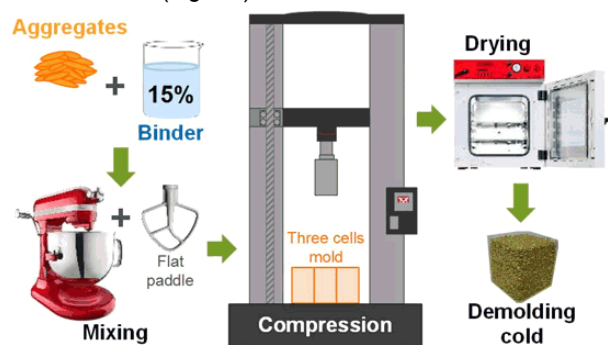 Aggregates
+
15%
Binder
+
Flat
paddle
Mixing
Three cells
mold
Compression
Drying
Demolding
cold